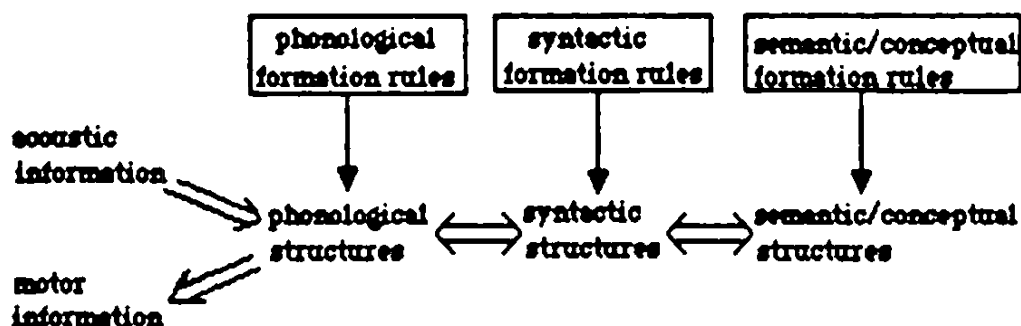 phonological
formation rules
syntactic
formation rules
semantic/conceptual
formation rules
acoustic
information
phonological
structures
syntactic
structures
semantic/conceptual
structures
motor
information